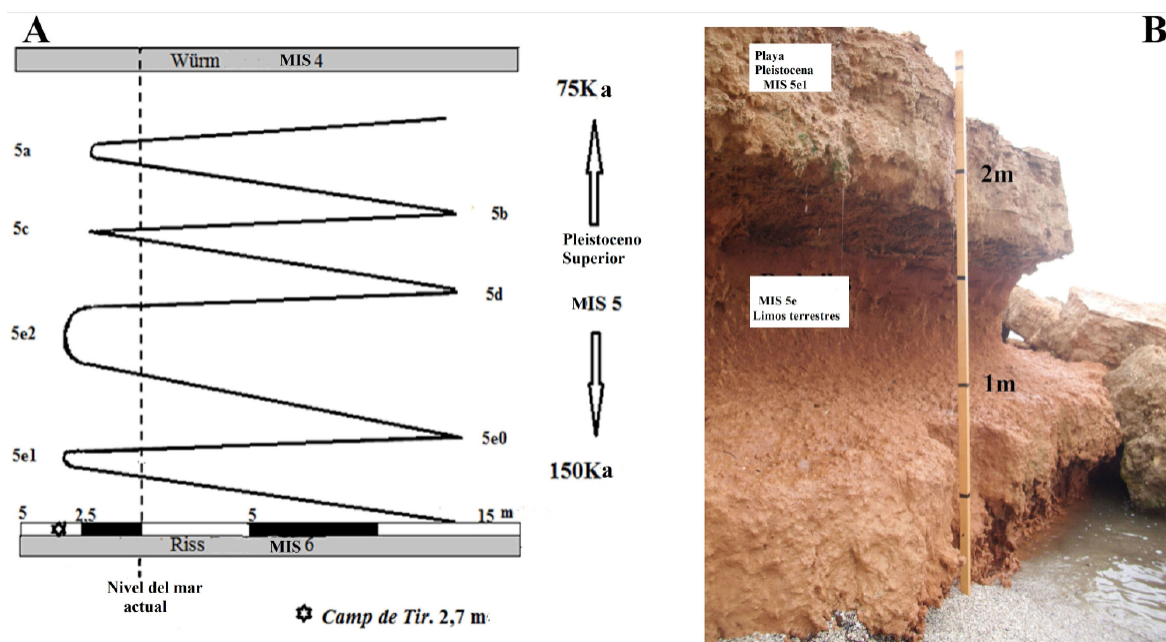 A
Würm MIS 4
75Ka
5a
5b
5c
Pleistoceno
Superior
5d
MIS 5
5e2
5e0
5e1
150Ka
5 2,5 5 15 m
Riss MIS 6
Nivel del mar
actual
Camp de Tir. 2,7 m
B
Playa
Pleistocena
MIS 5e1
2m
MIS 5e
Limos terrestres
1m